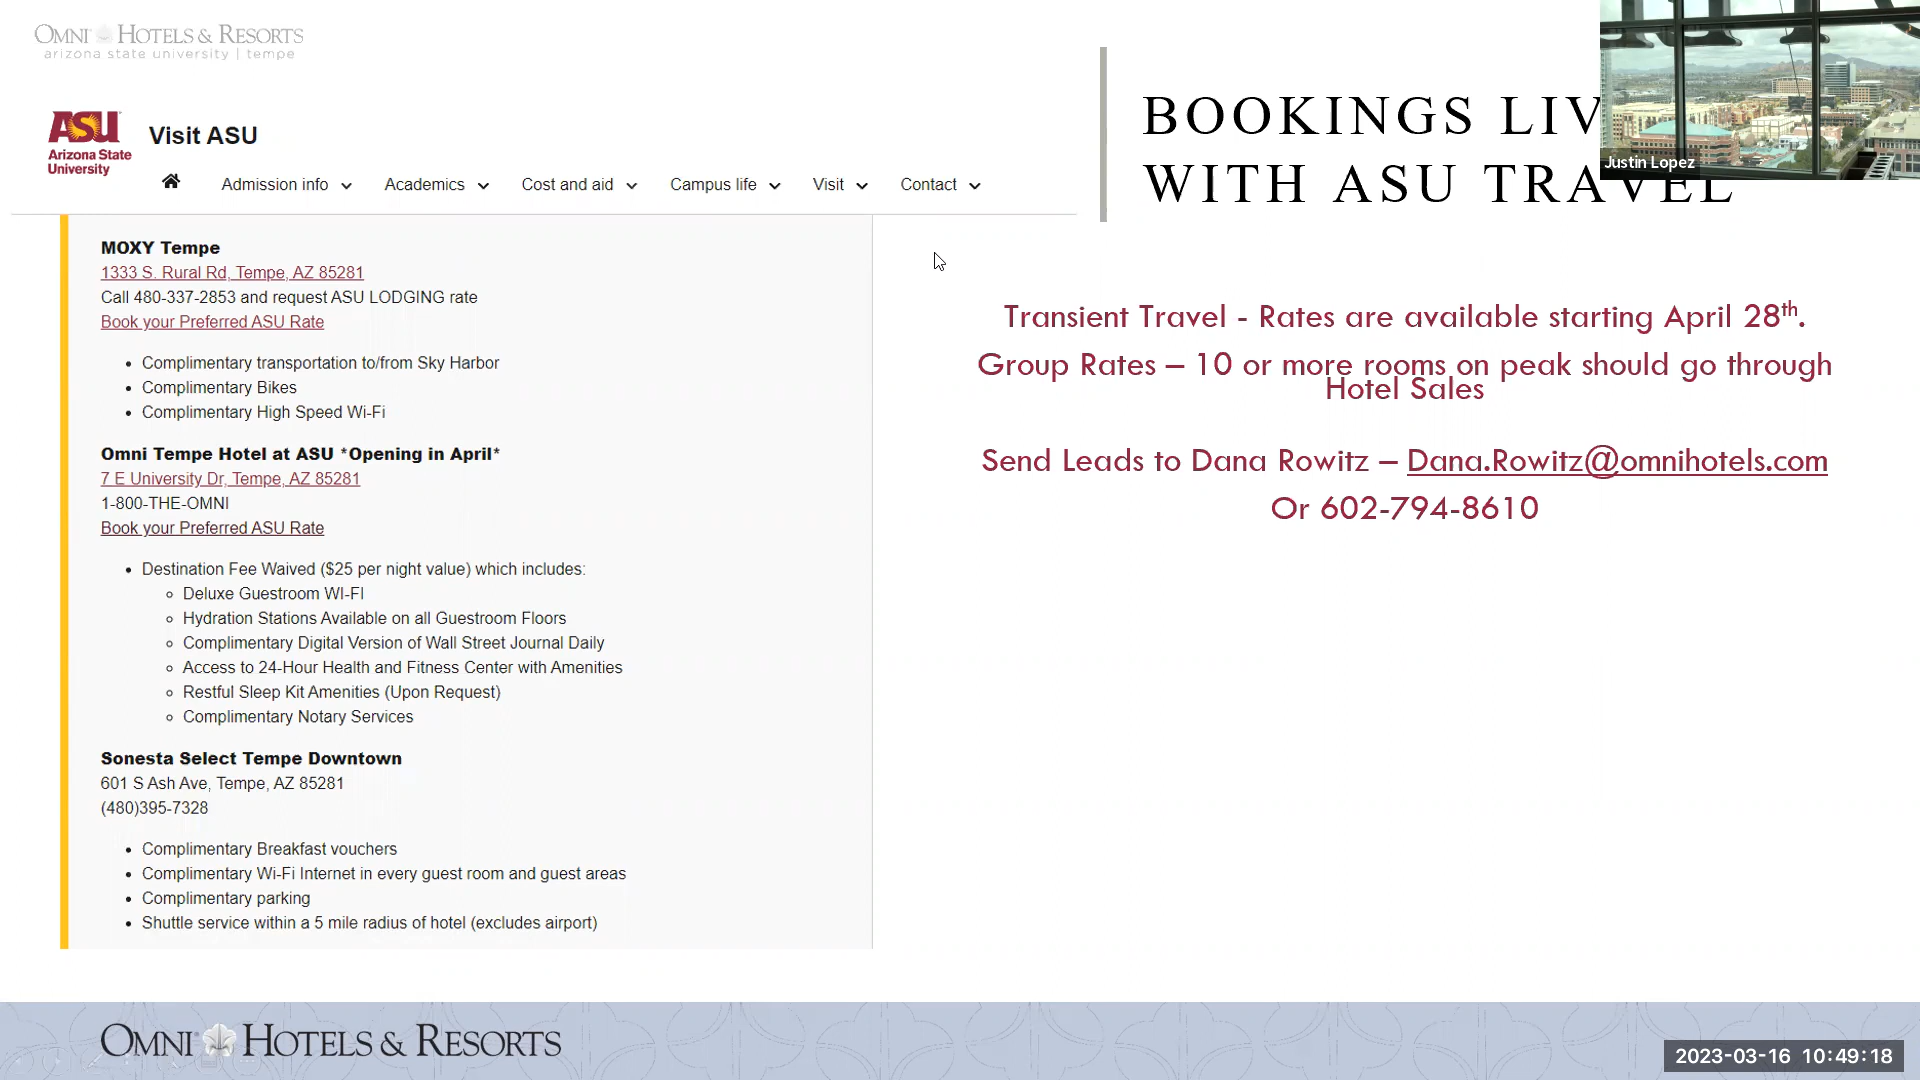 OMNI HOTELS & RESORTS
arizona state university | tempe
ASU
Arizona State
University
Visit ASU
Admission info
Academics
Cost and aid
Campus life
Visit
Contact
MOXY Tempe
1333 S. Rural Rd, Tempe, AZ 85281
Call 480-337-2853 and request ASU LODGING rate
Book your Preferred ASU Rate
• Complimentary transportation to/from Sky Harbor
• Complimentary Bikes
• Complimentary High Speed Wi-Fi
Omni Tempe Hotel at ASU *Opening in April*
7 E University Dr, Tempe, AZ 85281
1-800-THE-OMNI
Book your Preferred ASU Rate
• Destination Fee Waived ($25 per night value) which includes:
◦ Deluxe Guestroom WI-FI
◦ Hydration Stations Available on all Guestroom Floors
◦ Complimentary Digital Version of Wall Street Journal Daily
◦ Access to 24-Hour Health and Fitness Center with Amenities
◦ Restful Sleep Kit Amenities (Upon Request)
◦ Complimentary Notary Services
Sonesta Select Tempe Downtown
601 S Ash Ave, Tempe, AZ 85281
(480)395-7328
• Complimentary Breakfast vouchers
• Complimentary Wi-Fi Internet in every guest room and guest areas
• Complimentary parking
• Shuttle service within a 5 mile radius of hotel (excludes airport)
BOOKINGS
WITH ASU TRAVEL
Justin Lopez
Transient Travel - Rates are available starting April 28th.
Group Rates – 10 or more rooms on peak should go through
Hotel Sales
Send Leads to Dana Rowitz – Dana.Rowitz@omnihotels.com
Or 602-794-8610
OMNI HOTELS & RESORTS
2023-03-16 10:49:18